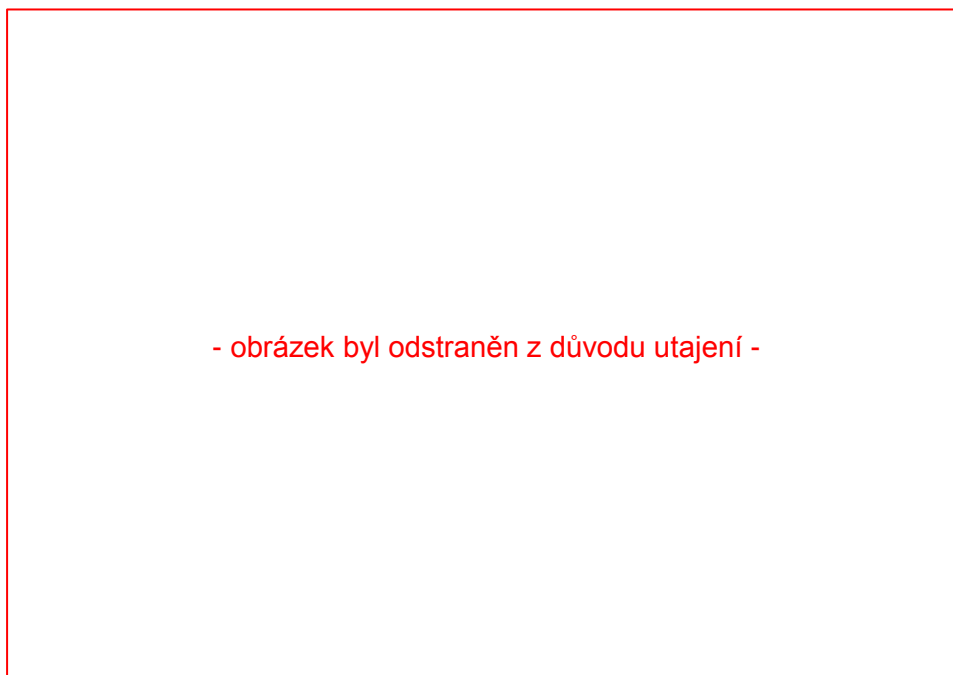 - obrázek byl odstraněn z důvodu utajení -